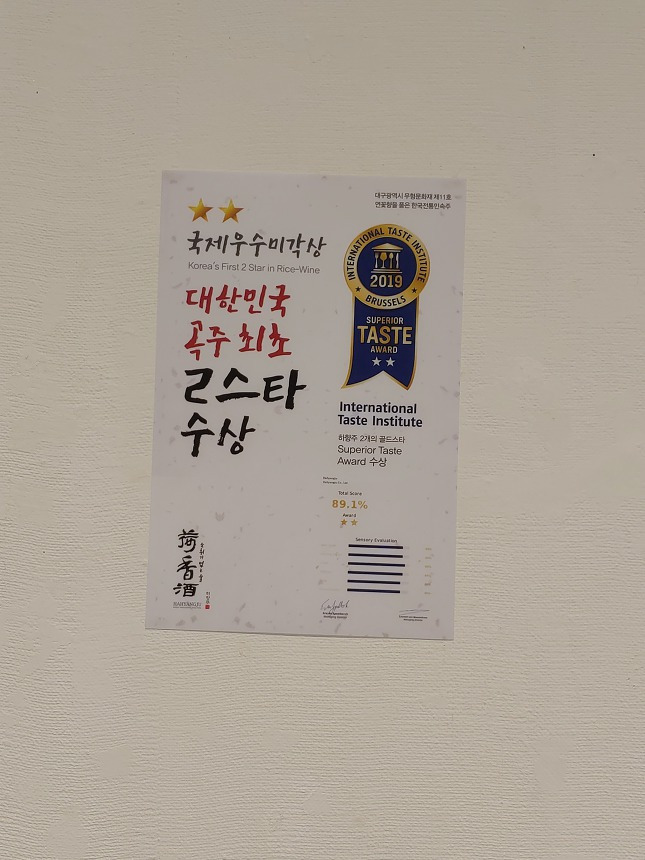 대구광역시 무형문화재 제11호
연꽃향을 품은 한국전통민속주
국제우수미각상
Korea's First 2 Star in Rice-Wine
대한민국
곡주 최초
2스타
수상
INTERNATIONAL TASTE INSTITUTE
2019
BRUSSELS
SUPERIOR
TASTE
AWARD
International
Taste Institute
하향주 2개의 골드스타
Superior Taste
Award 수상
Total Score
89.1%
Award
Sensory Evaluation
荷香酒
HAHYANGJU